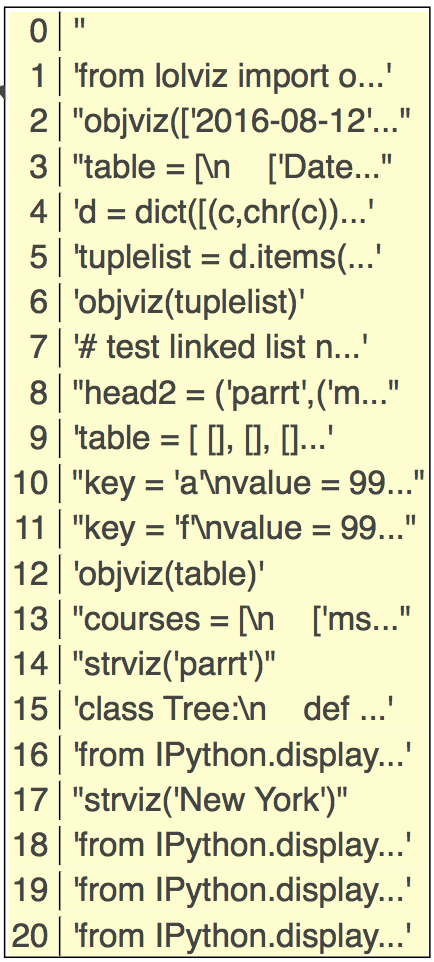 0 | ''
1 | 'from lolviz import o...'
2 | "objviz(['2016-08-12'..."
3 | "table = [\n    ['Date..."
4 | 'd = dict([(c,chr(c))...'
5 | 'tuplelist = d.items(...'
6 | 'objviz(tuplelist)'
7 | '# test linked list n...'
8 | "head2 = ('parrt',('m..."
9 | 'table = [ [], [], []...'
10 | "key = 'a'\nvalue = 99..."
11 | "key = 'f'\nvalue = 99..."
12 | 'objviz(table)'
13 | "courses = [\n    ['ms..."
14 | "strviz('parrt')"
15 | 'class Tree:\n    def ...'
16 | 'from IPython.display...'
17 | "strviz('New York')"
18 | 'from IPython.display...'
19 | 'from IPython.display...'
20 | 'from IPython.display...'